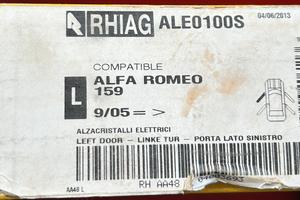 RHIAG ALE0100S
04/06/2013
COMPATIBLE
L
ALFA ROMEO
159
9/05 = >
ALZACRISTALLI ELETTRICI
LEFT DOOR - LINKE TUR - PORTA LATO SINISTRO
AA48 L
RH AA48